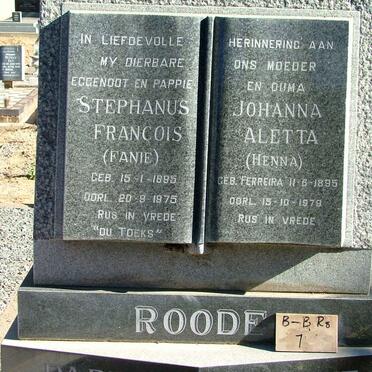 IN LIEFDEVOLLE
MY DIERBARE
EGGENOOT EN PAPPIE
STEPHANUS
FRANCOIS
(FANIE)
GEB. 15-1-1895
OORL. 20-9-1975
RUS IN VREDE
"OU TOEKS"
HERINNERING AAN
ONS MOEDER
EN OUMA
JOHANNA
ALETTA
(HENNA)
GEB. FERREIRA 11-6-1895
OORL. 15-10-1979
RUS IN VREDE
ROODE
B-B, R8
7